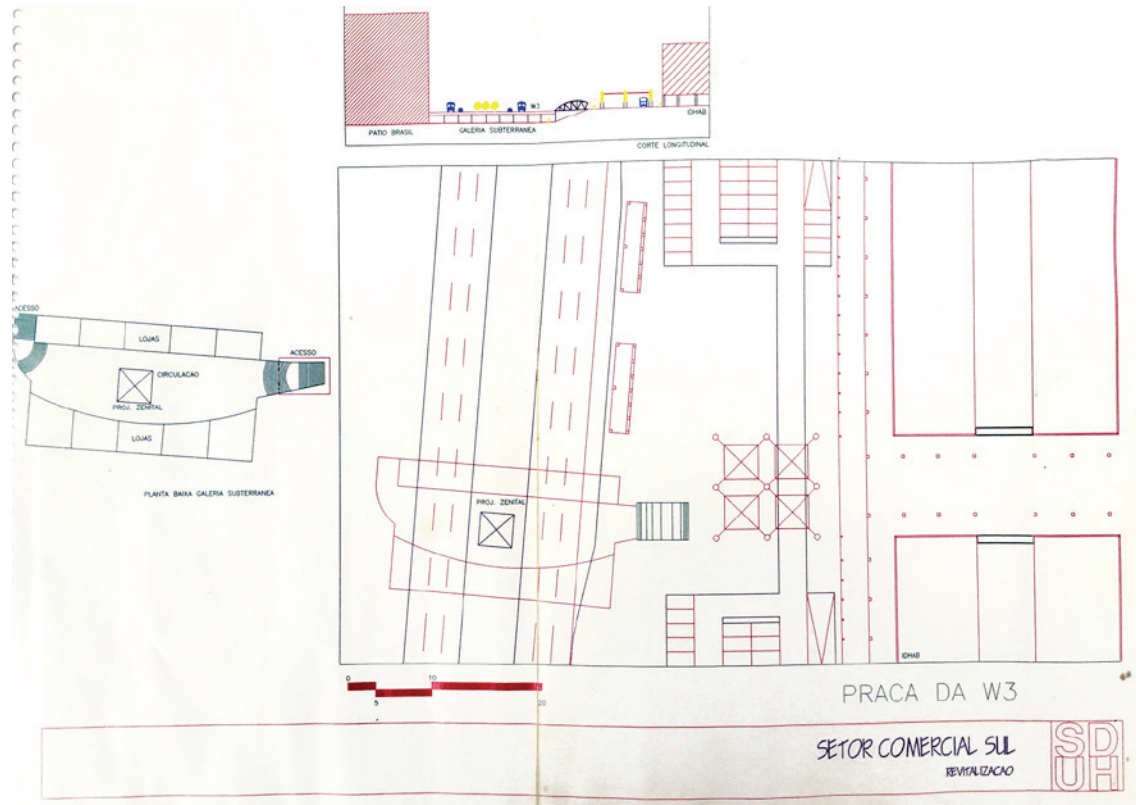 W3
IDHAB
PATIO BRASIL
GALERIA SUBTERRANEA
CORTE LONGITUDINAL
ACESSO
LOJAS
ACESSO
CIRCULACAO
PROJ. ZENITAL
LOJAS
PLANTA BAIXA GALERIA SUBTERRANEA
PROJ. ZENITAL
IDHAB
0
10
5
20
PRACA DA W3
SETOR COMERCIAL SUL
REVITALIZACAO
SD
UH